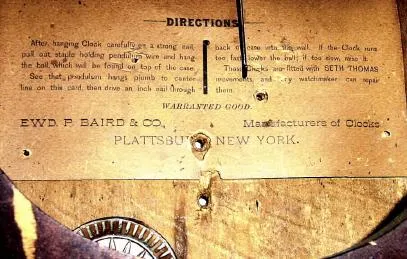 DIRECTIONS
After hanging Clock carefully on a strong nail,
pull out staple holding pendulum wire and hang
the ball, which will be found on top of the case.
See that pendulum hangs plumb to center
line on this card, then drive an inch nail through
back of case into the wall. If the Clock runs
too fast lower the ball; if too slow, raise it.
These Clocks are fitted with SETH THOMAS
movements, and watchmaker can repair
them.
WARRANTED GOOD.
EWD. P. BAIRD & CO., Manufacturers of Clocks
PLATTSBU NEW YORK.